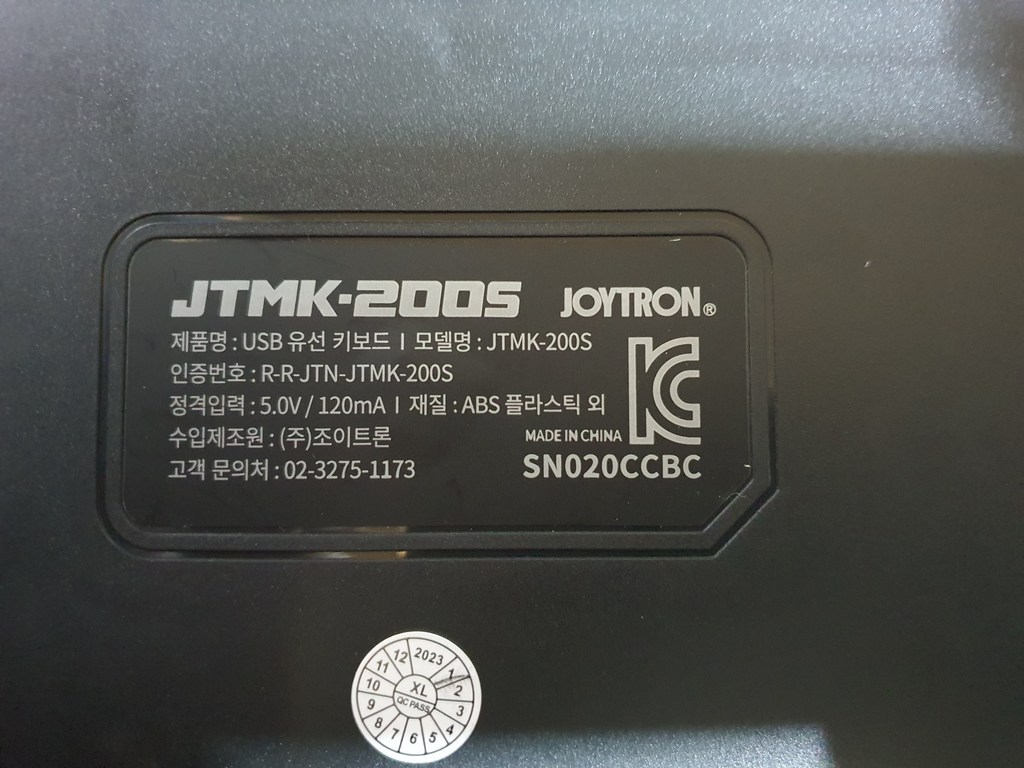 JTMK-200S JOYTRON®
제품명 : USB 유선 키보드 I 모델명 : JTMK-200S
인증번호 : R-R-JTN-JTMK-200S
정격입력 : 5.0V / 120mA I 재질 : ABS 플라스틱 외
수입제조원 : (주)조이트론
MADE IN CHINA
고객 문의처 : 02-3275-1173
SN020CCBC
2023
1
2
3
4
5
6
7
8
9
10
11
12
XL
QC PASS